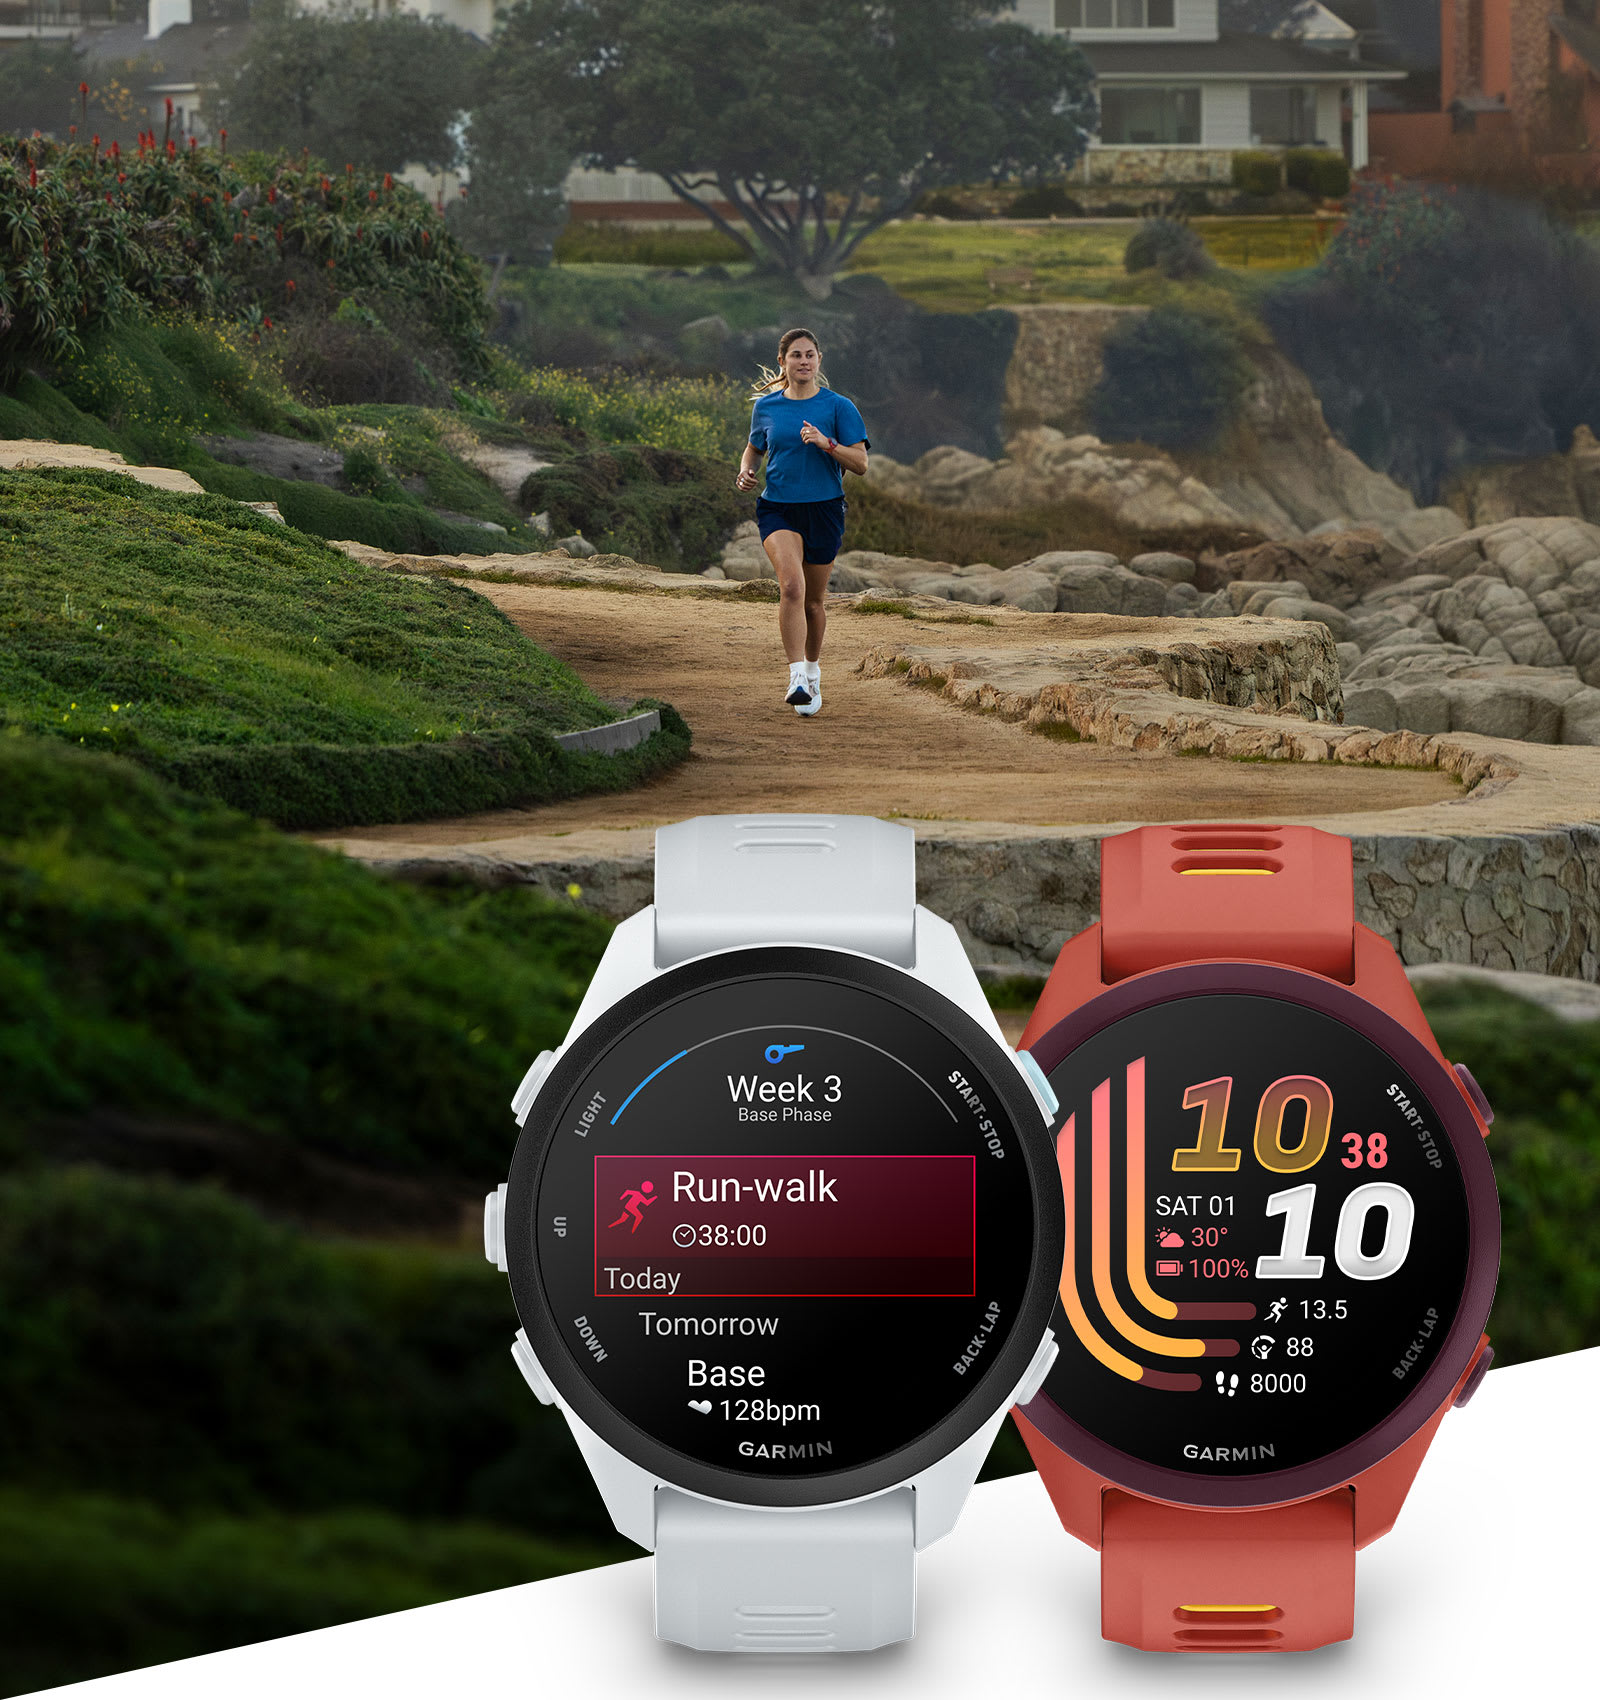 LIGHT
UP
DOWN
START·STOP
BACK·LAP
Week 3
Base Phase
Run-walk
38:00
Today
Tomorrow
Base
128bpm
GARMIN
START·STOP
BACK·LAP
10 38
SAT 01
10
30°
100%
13.5
88
8000
GARMIN